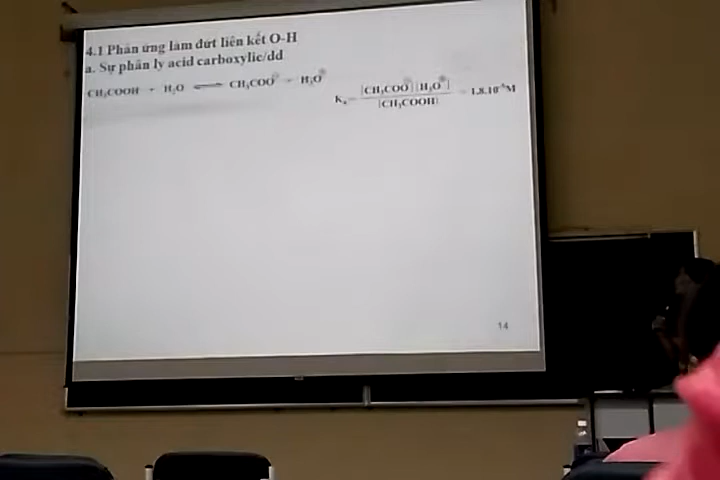 4.1 Phản ứng làm đứt liên kết O-H
a. Sự phân ly acid carboxylic/dd
CH₃COOH + H₂O ⇌ CH₃COO⊖ + H₃O⊕
Kₐ = [CH₃COO⊖][H₃O⊕] / [CH₃COOH] = 1,8.10⁻⁵M
14